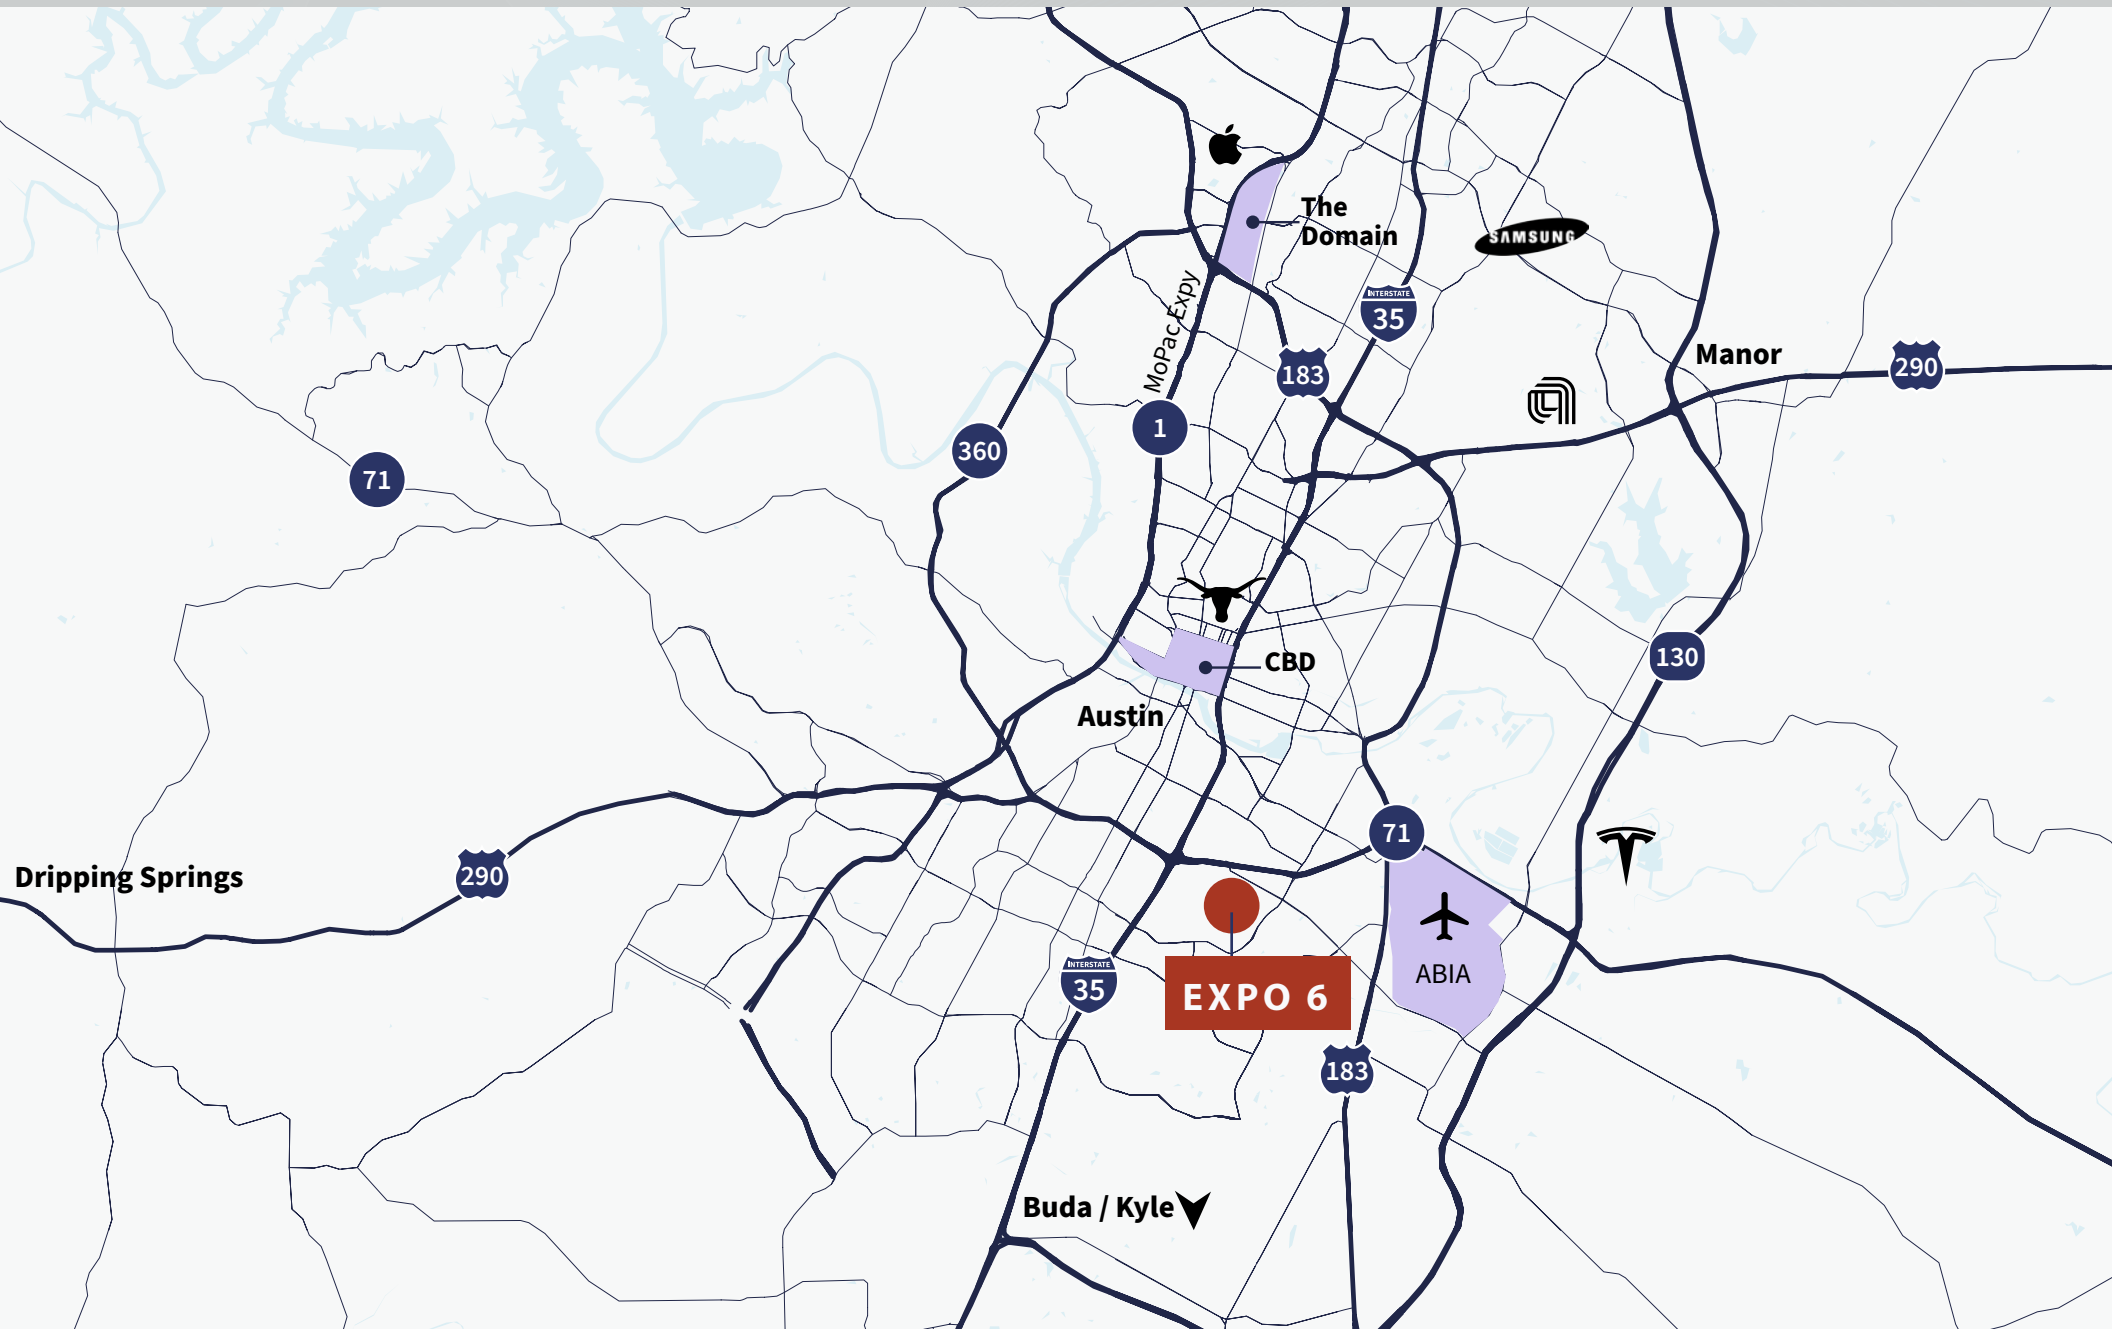 The
Domain
SAMSUNG
MoPac Expy
INTERSTATE
35
Manor
183
290
1
360
71
CBD
130
Austin
71
Dripping Springs
290
ABIA
INTERSTATE
35
EXPO 6
183
Buda / Kyle